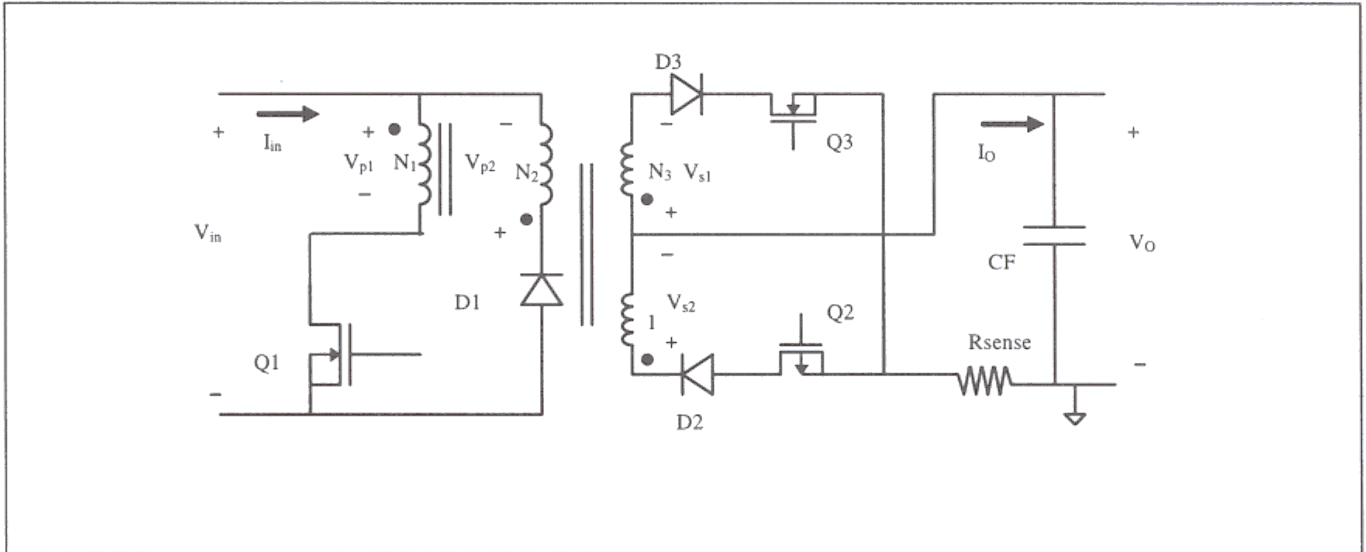 D3
+
Iin
+
Vp1
N1
−
Vp2
−
N2
+
−
N3
Vs1
+
Q3
IO
+
Vin
−
CF
VO
D1
Vs2
1
+
Q2
Q1
Rsense
−
−
D2